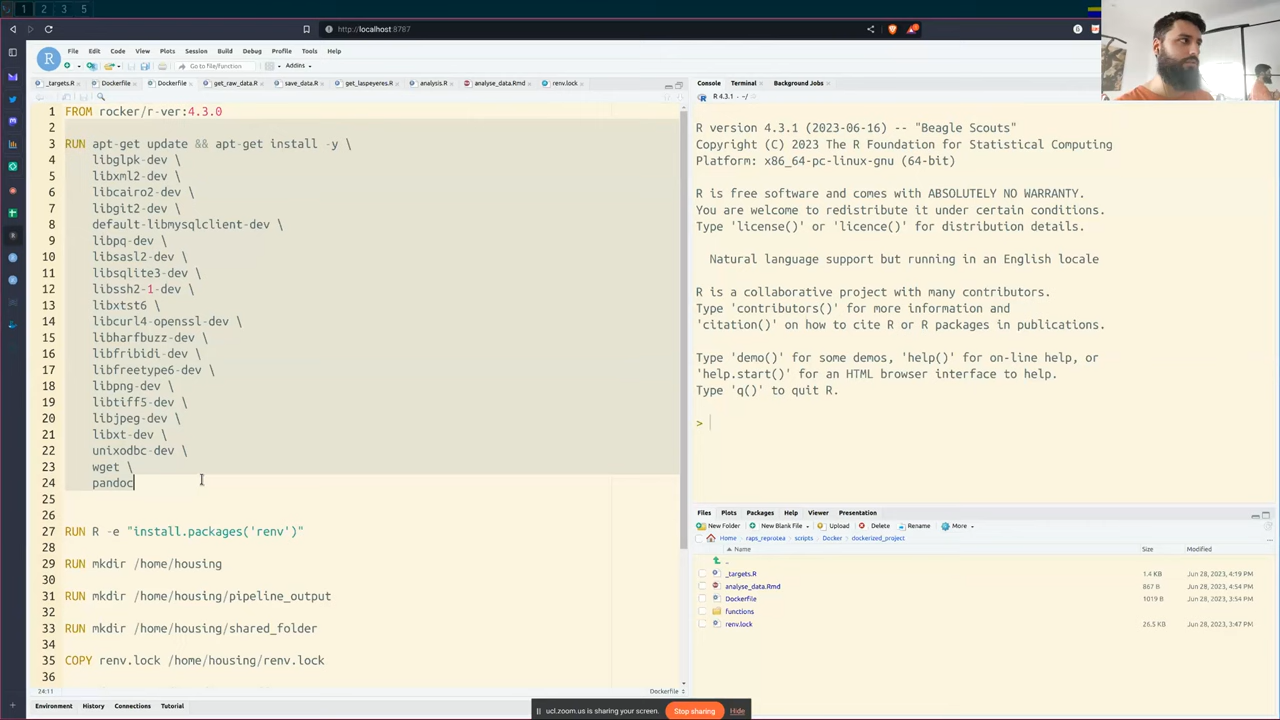 1 2 3 4 5
http://localhost:8767
R File Edit Code View Plots Session Build Debug Profile Tools Help
Go to file/function Addins
_targets.R Dockerfile Dockerfile get_raw_data.R save_data.R get_laspeyeres.R analysis.R analyse_data.Rmd renv.lock
1 FROM rocker/r-ver:4.3.0
2
3 RUN apt-get update && apt-get install -y \
4 libglpk-dev \
5 libxml2-dev \
6 libcairo2-dev \
7 libgit2-dev \
8 default-libmysqlclient-dev \
9 libpq-dev \
10 libsasl2-dev \
11 libsqlite3-dev \
12 libssh2-1-dev \
13 libxtst6 \
14 libcurl4-openssl-dev \
15 libharfbuzz-dev \
16 libfribidi-dev \
17 libfreetype6-dev \
18 libpng-dev \
19 libtiff5-dev \
20 libjpeg-dev \
21 libxt-dev \
22 unixodbc-dev \
23 wget \
24 pandoc
25
26
27 RUN R -e "install.packages('renv')"
28
29 RUN mkdir /home/housing
30
31 RUN mkdir /home/housing/pipeline_output
32
33 RUN mkdir /home/housing/shared_folder
34
35 COPY renv.lock /home/housing/renv.lock
36
24:11 Dockerfile
Environment History Connections Tutorial
Console Terminal Background Jobs
R 4.3.1 · ~/
R version 4.3.1 (2023-06-16) -- "Beagle Scouts"
Copyright (C) 2023 The R Foundation for Statistical Computing
Platform: x86_64-pc-linux-gnu (64-bit)
R is free software and comes with ABSOLUTELY NO WARRANTY.
You are welcome to redistribute it under certain conditions.
Type 'license()' or 'licence()' for distribution details.
Natural language support but running in an English locale
R is a collaborative project with many contributors.
Type 'contributors()' for more information and
'citation()' on how to cite R or R packages in publications.
Type 'demo()' for some demos, 'help()' for on-line help, or
'help.start()' for an HTML browser interface to help.
Type 'q()' to quit R.
>
Files Plots Packages Help Viewer Presentation
New Folder New Blank File Upload Delete Rename More
Home raps_reprotea scripts Docker dockerized_project
Name Size Modified
..
_targets.R 1.4 KB Jun 28, 2023, 4:19 PM
analyse_data.Rmd 867 B Jun 28, 2023, 4:54 PM
Dockerfile 1019 B Jun 28, 2023, 3:54 PM
functions
renv.lock 26.5 KB Jun 28, 2023, 3:47 PM
ucl.zoom.us is sharing your screen. Stop sharing Hide